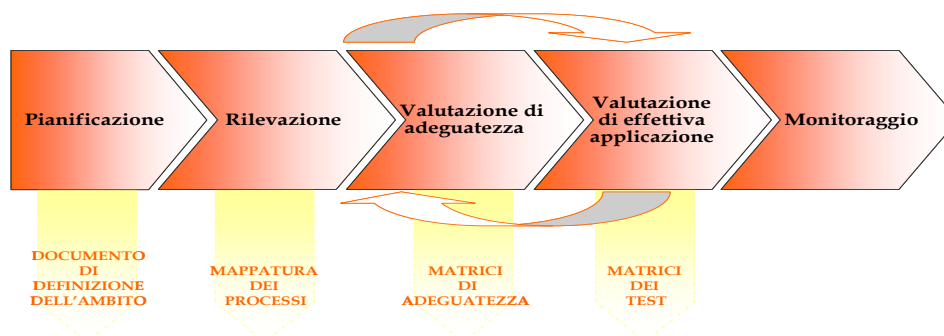 Pianificazione
Rilevazione
Valutazione di
adeguatezza
Valutazione
di effettiva
applicazione
Monitoraggio
DOCUMENTO
DI
DEFINIZIONE
DELL’AMBITO
MAPPATURA
DEI
PROCESSI
MATRICI
DI
ADEGUATEZZA
MATRICI
DEI
TEST